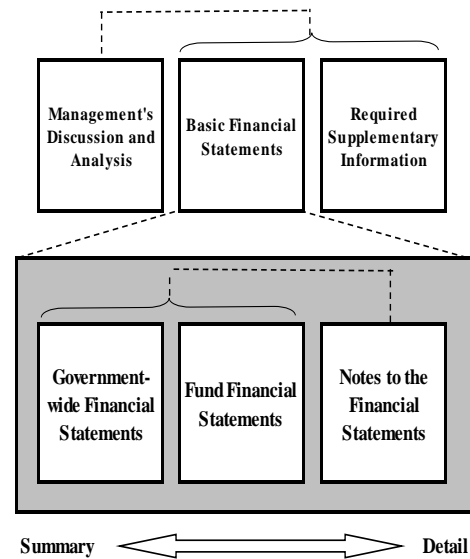 Management's
Discussion and
Analysis
Basic Financial
Statements
Required
Supplementary
Information
Government-
wide Financial
Statements
Fund Financial
Statements
Notes to the
Financial
Statements
Summary
Detail